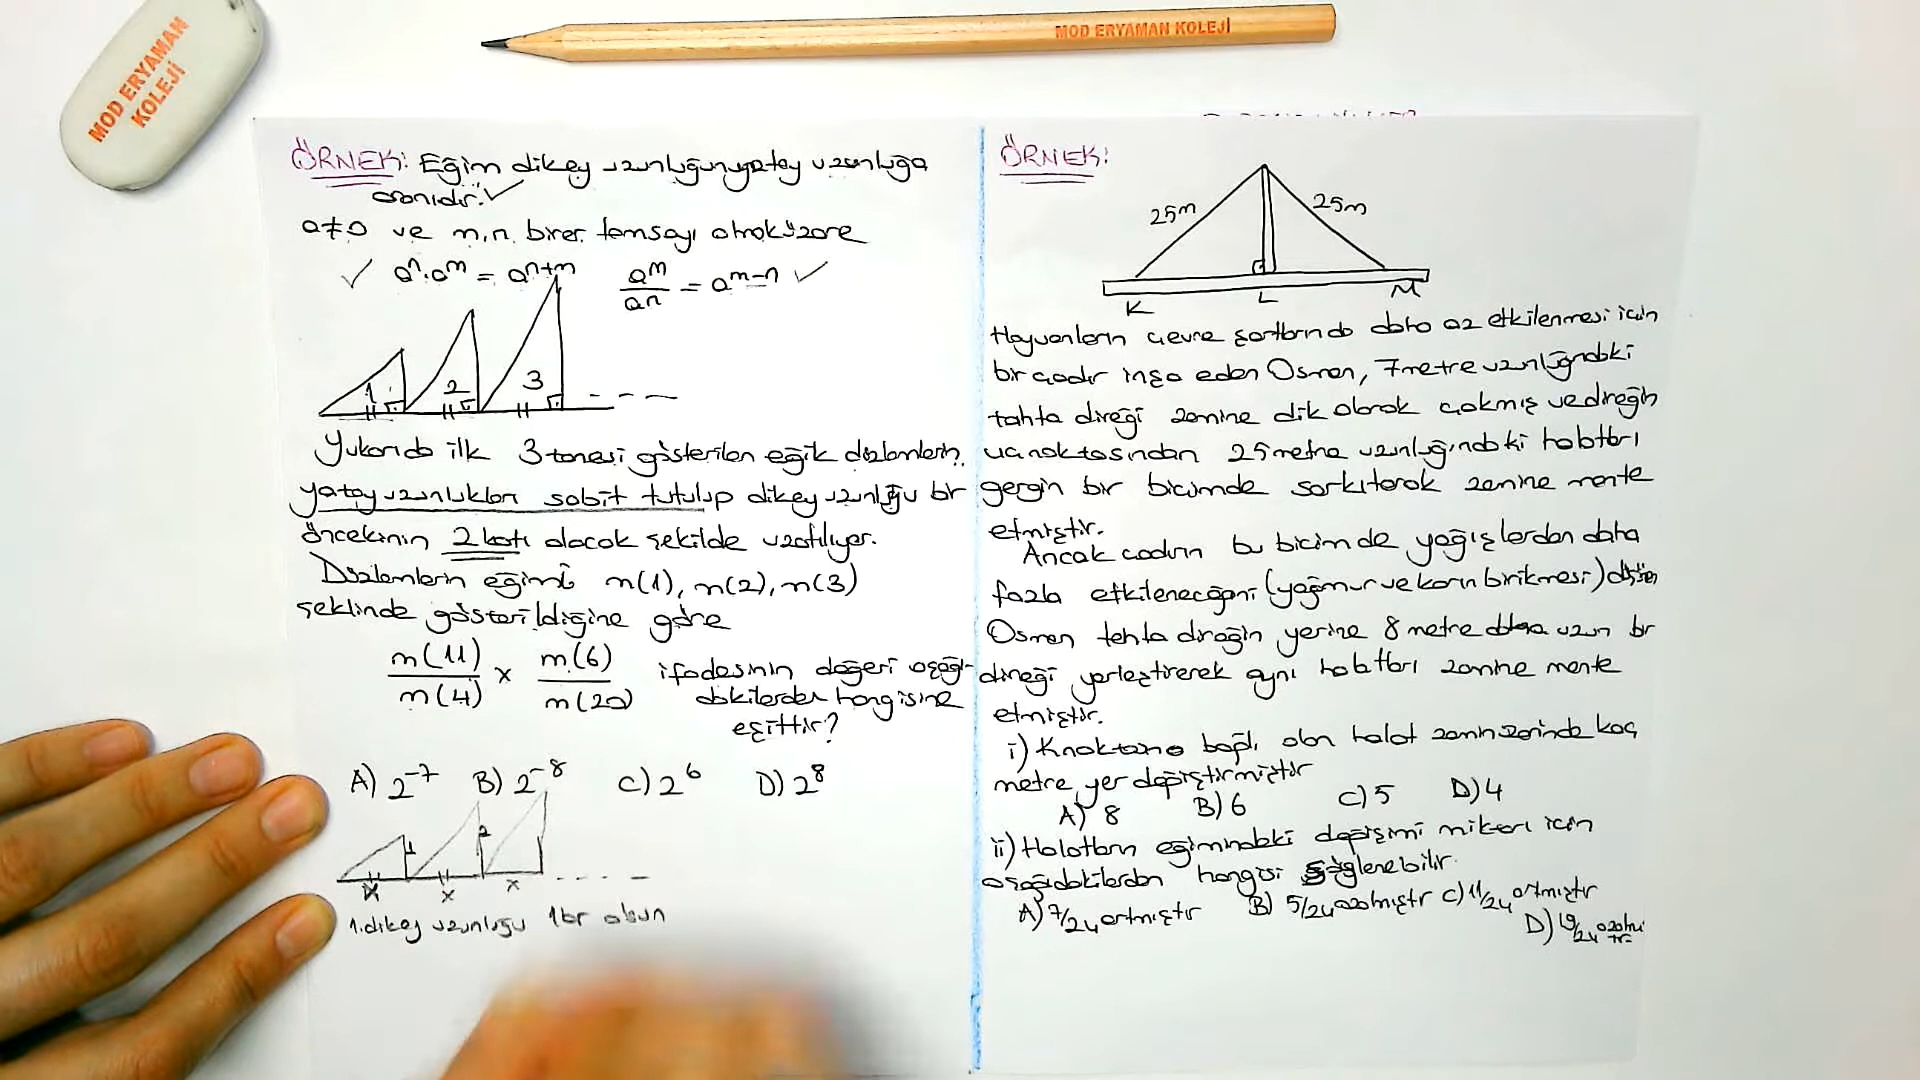 MOD ERYAMAN
KOLEJİ
MOD ERYAMAN KOLEJİ
ÖRNEK: Eğim dikey uzunluğun yatay uzunluğa
oranıdır.
a≠0 ve m,n birer tamsayı olmak üzere
aⁿ.aᵐ = aⁿ⁺ᵐ aᵐ/aⁿ = aᵐ⁻ⁿ
1 2 3
Yukarıda ilk 3 tanesi gösterilen eğik düzlemlerin
yatay uzunlukları sabit tutulup dikey uzunluğu bir
öncekinin 2 katı olacak şekilde uzatılıyor.
Düzlemlerin eğimi m(1), m(2), m(3)
şeklinde gösterildiğine göre
m(11)/m(4) x m(6)/m(20) ifadesinin değeri aşağı-
dakilerden hangisine
eşittir?
A) 2⁻⁷ B) 2⁻⁸ C) 2⁶ D) 2⁸
1 2
x x x
1. dikey uzunluğu 1br olsun
ÖRNEK:
25m 25m
K L M
Hayvanların çevre şartlarında daha az etkilenmesi için
bir çadır inşa eden Osman, 7 metre uzunluğundaki
tahta direği zemine dik olarak çakmış ve direğin
uç noktasından 25 metre uzunluğundaki halatları
gergin bir biçimde sarkıtarak zemine monte
etmiştir.
Ancak çadırın bu biçimde yağışlardan daha
fazla etkileneceğini (yağmur ve karın birikmesi) düşünen
Osman tahta direğin yerine 8 metre daha uzun bir
direği yerleştirerek aynı halatları zemine monte
etmiştir.
i) K noktasına bağlı olan halat zemin üzerinde kaç
metre yer değiştirmiştir
A) 8 B) 6 C) 5 D) 4
ii) Halatların eğimindeki değişimi miktarı için
aşağıdakilerden hangisi söylenebilir
A) 7/24 artmıştır B) 5/24 azalmıştır C) 11/24 artmıştır
D) 19/24 azalmış
tır